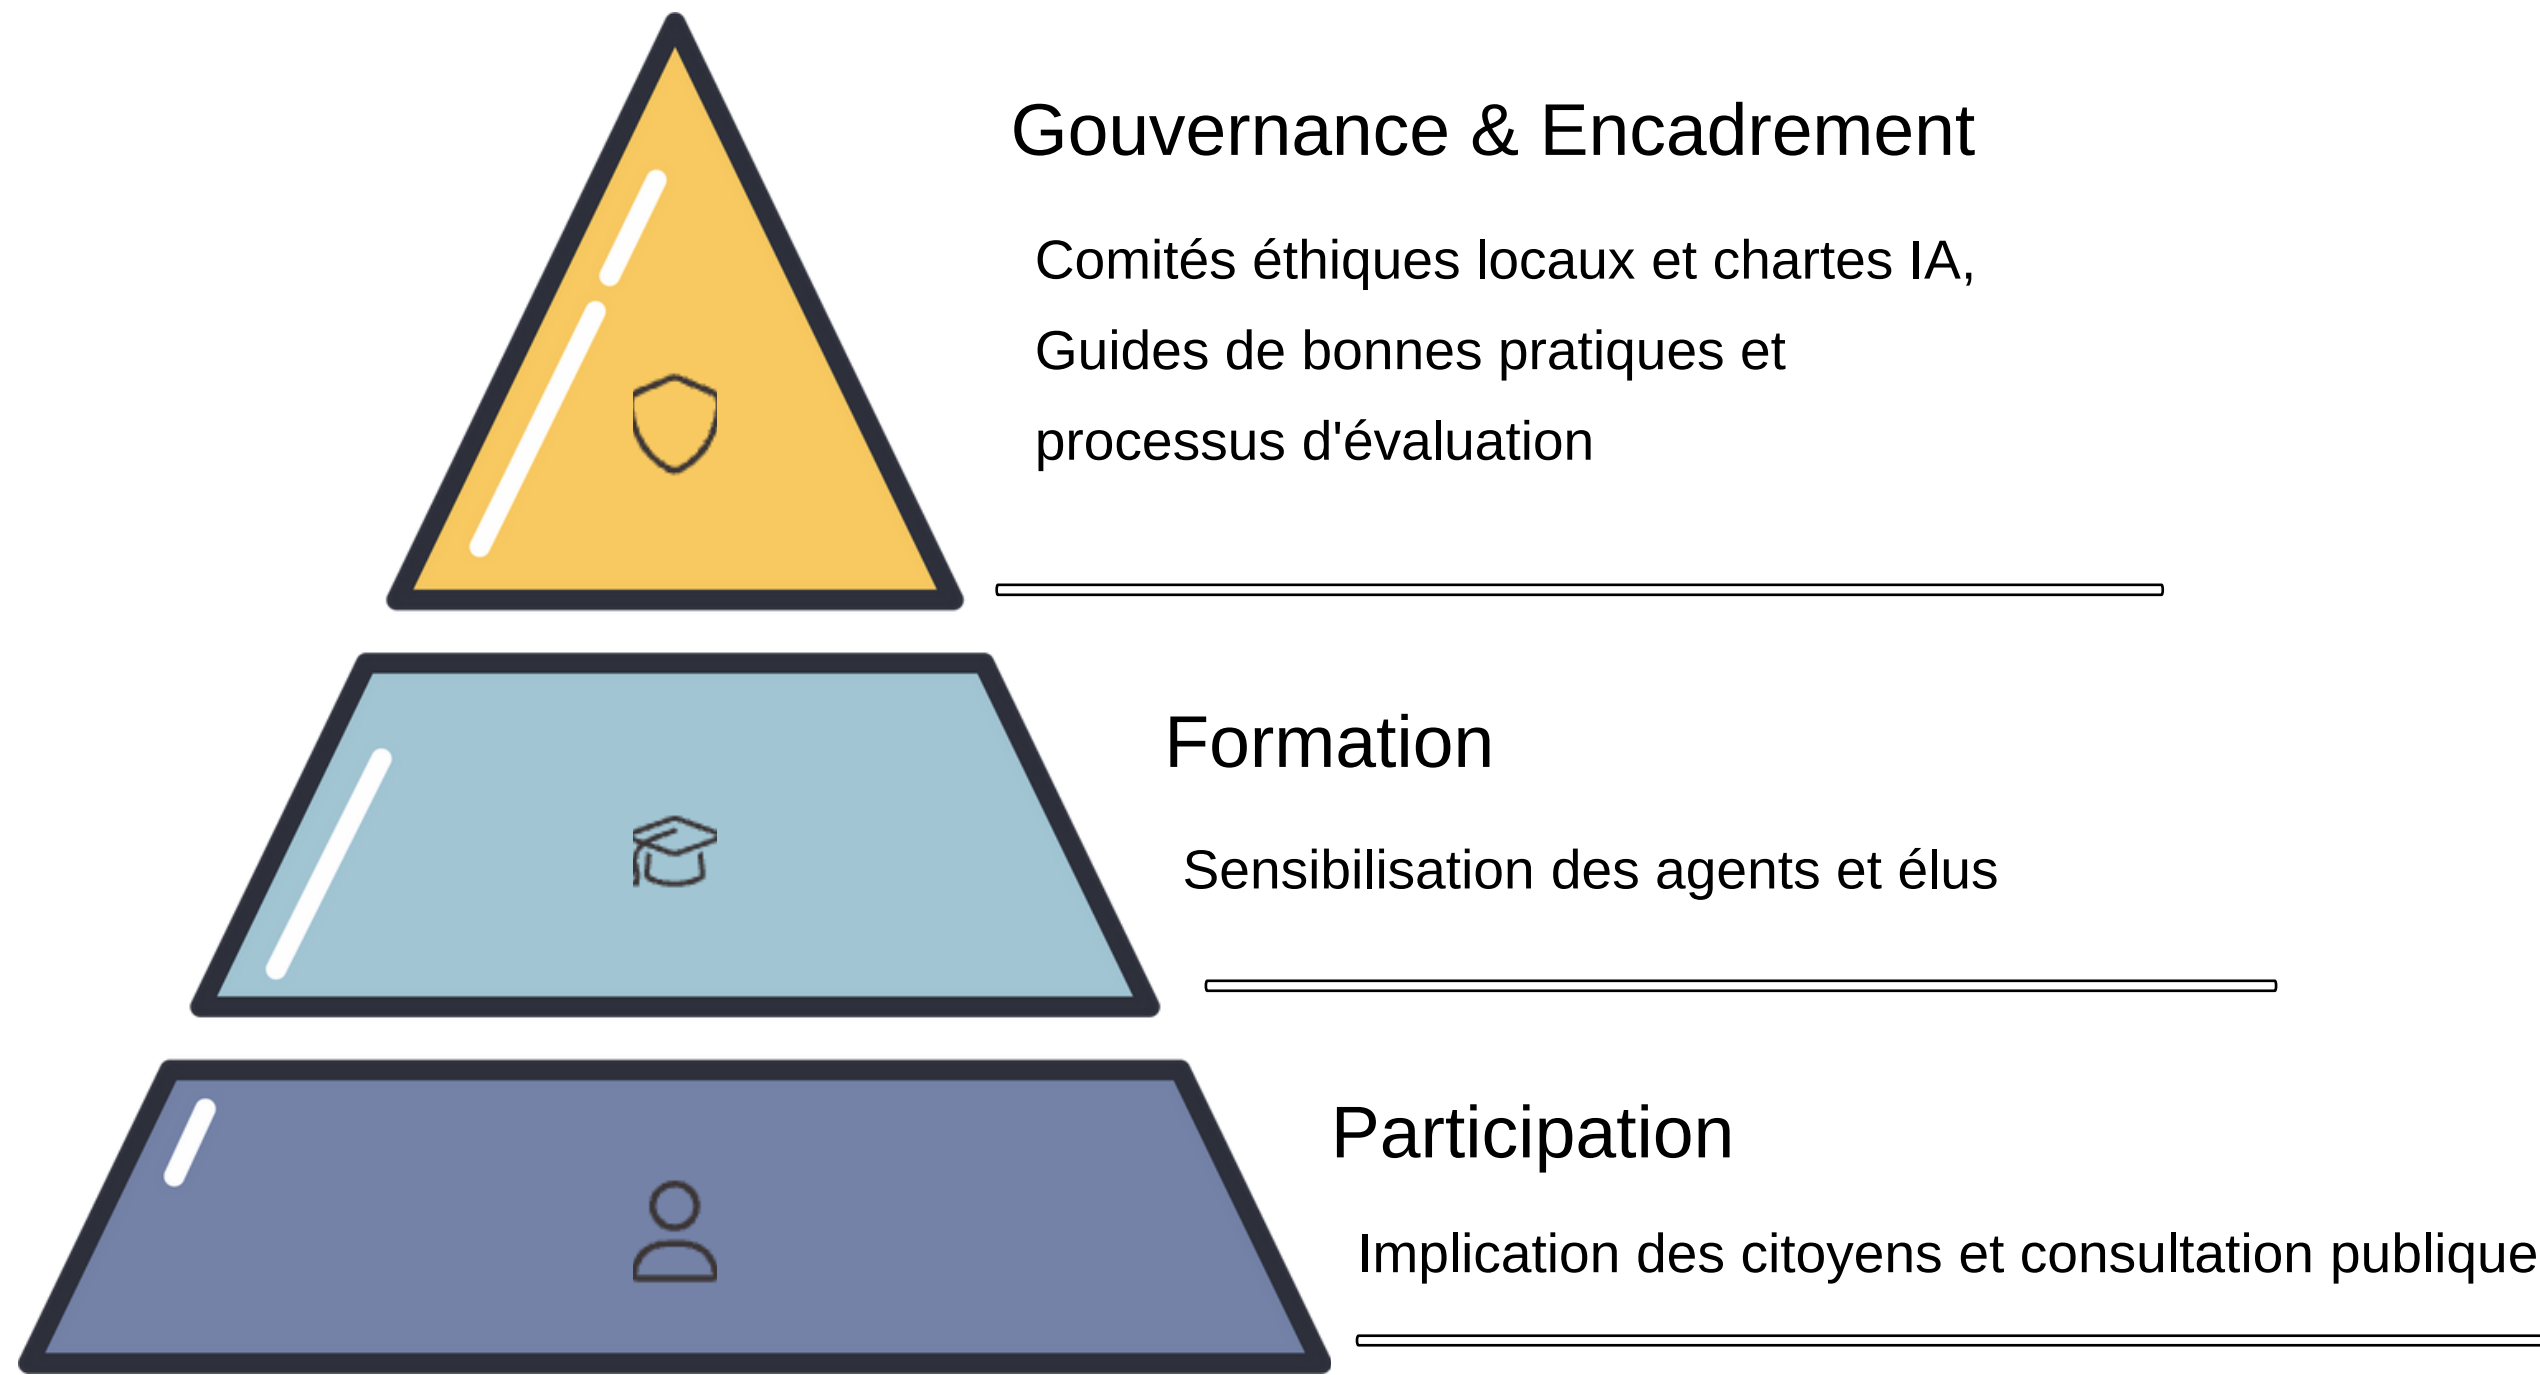 Gouvernance & Encadrement
Comités éthiques locaux et chartes IA,
Guides de bonnes pratiques et
processus d'évaluation
Formation
Sensibilisation des agents et élus
Participation
Implication des citoyens et consultation publique